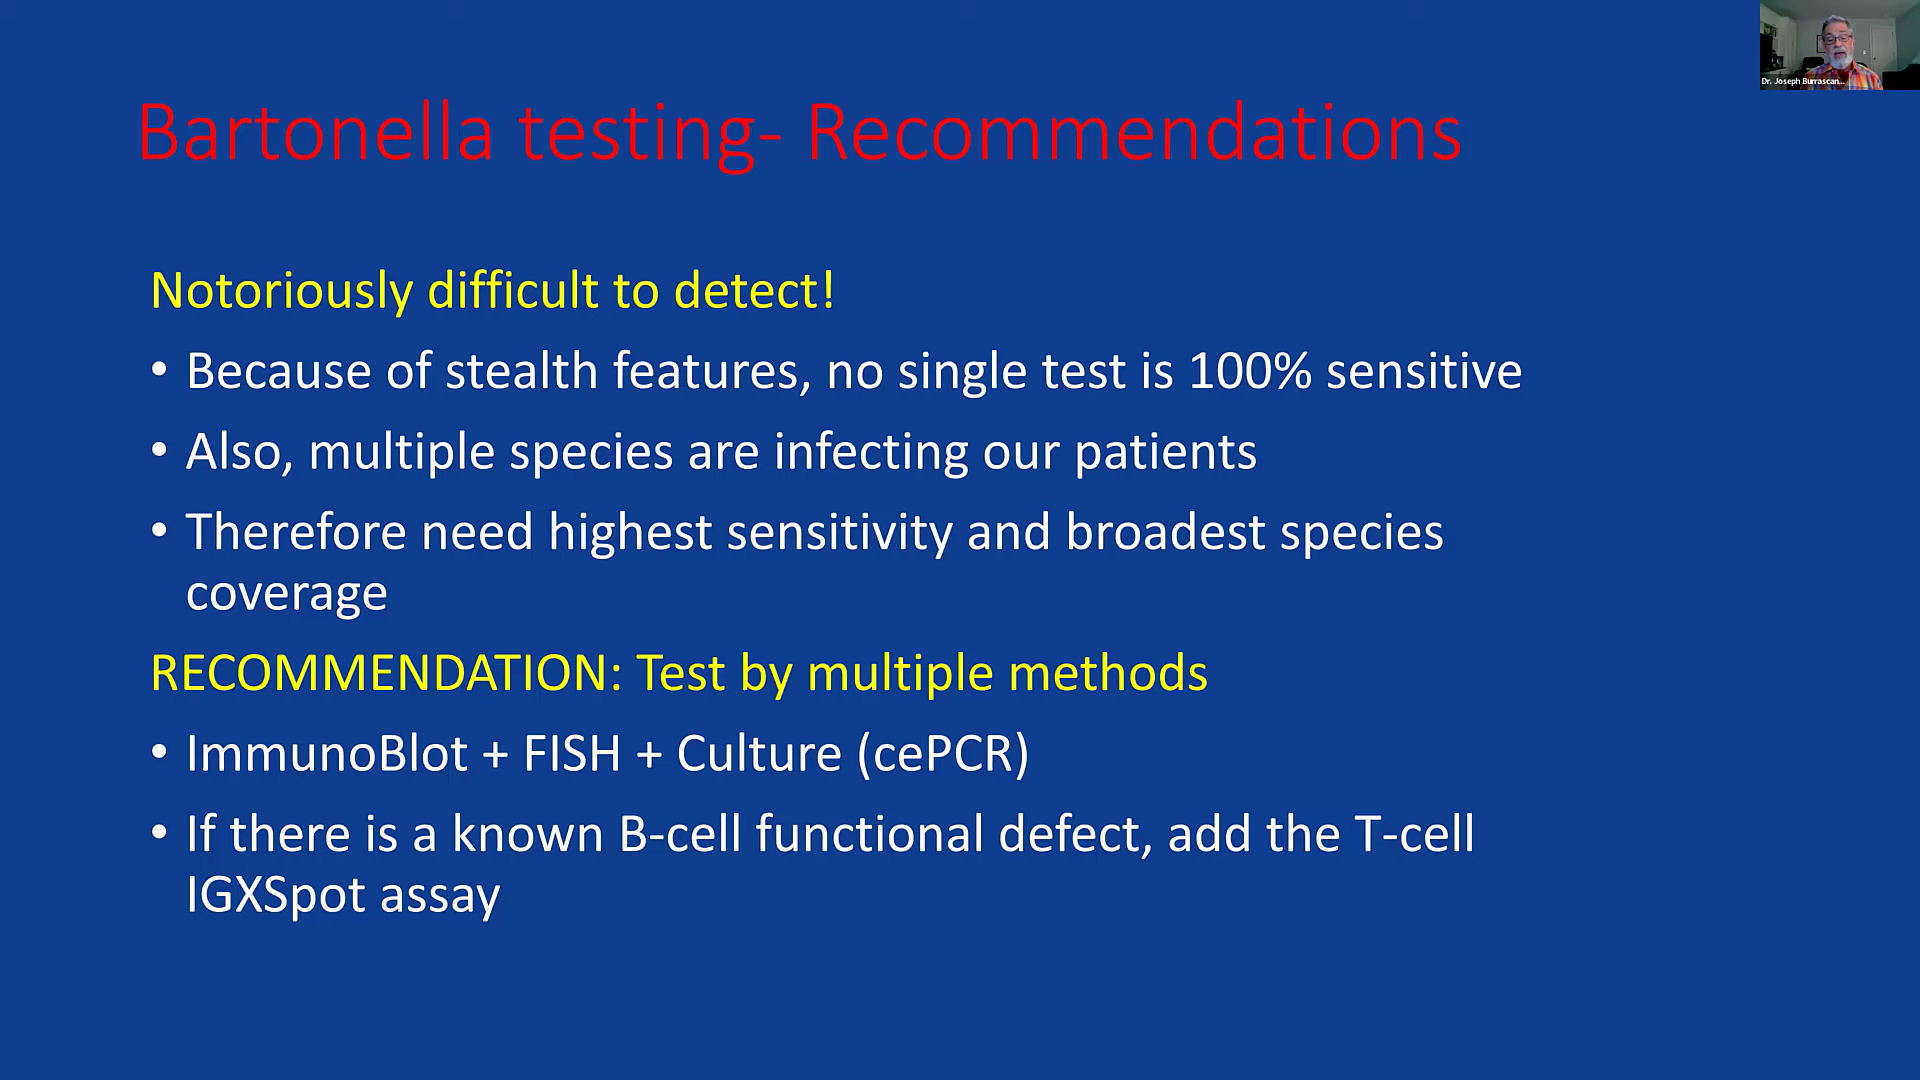 Dr. Joseph Burrascan...
Bartonella testing- Recommendations
Notoriously difficult to detect!
• Because of stealth features, no single test is 100% sensitive
• Also, multiple species are infecting our patients
• Therefore need highest sensitivity and broadest species
coverage
RECOMMENDATION: Test by multiple methods
• ImmunoBlot + FISH + Culture (cePCR)
• If there is a known B-cell functional defect, add the T-cell
IGXSpot assay